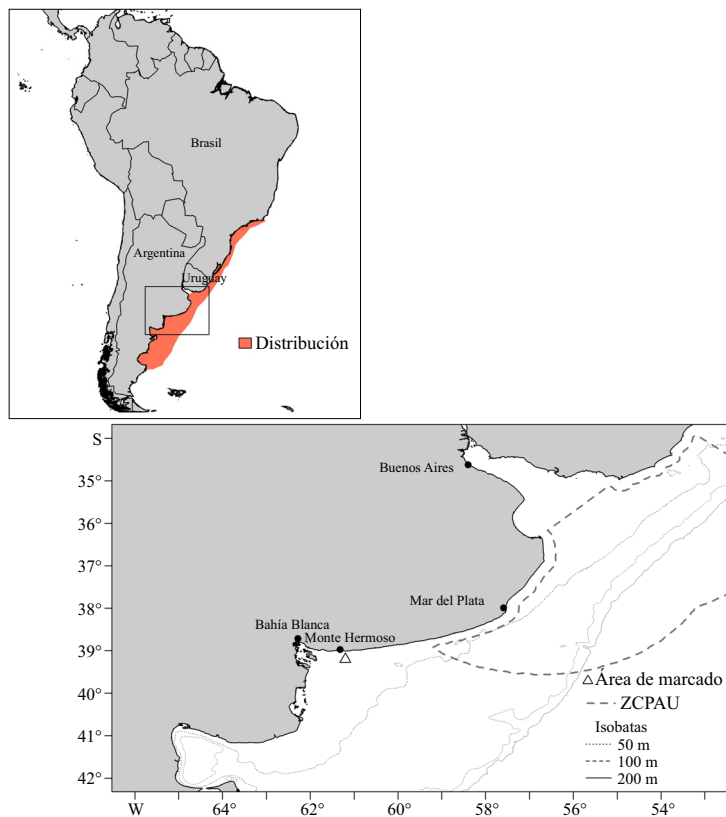 Brasil
Argentina
Uruguay
Distribución
S
35°
36°
37°
38°
39°
40°
41°
42°
Buenos Aires
Mar del Plata
Bahía Blanca
Monte Hermoso
Área de marcado
ZCPAU
Isobatas
50 m
100 m
200 m
W 64° 62° 60° 58° 56° 54°